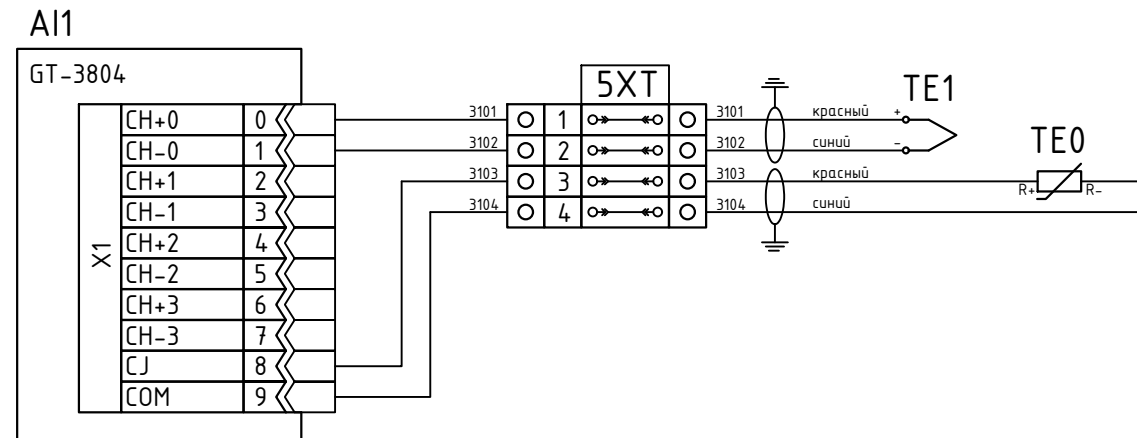 AI1
GT-3804
X1
CH+0 0
CH-0 1
CH+1 2
CH-1 3
CH+2 4
CH-2 5
CH+3 6
CH-3 7
CJ 8
COM 9
5XT
3101 1 3101 красный +
3102 2 3102 синий -
3103 3 3103 красный
3104 4 3104 синий
TE1
TE0
R+ R-